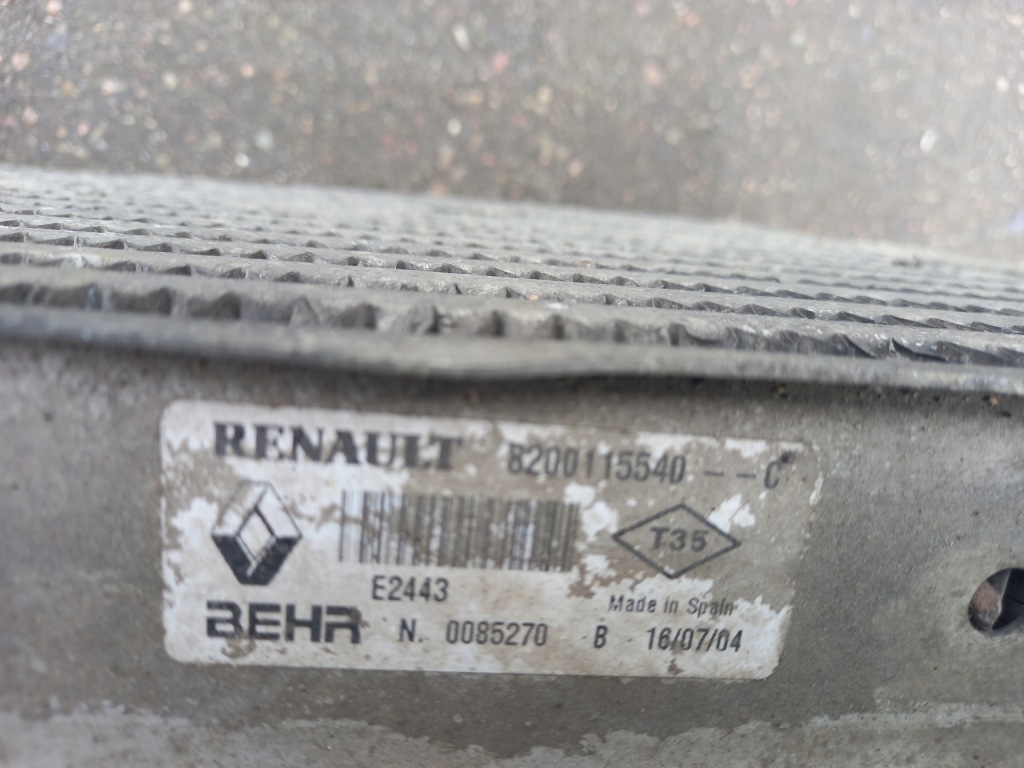 RENAULT 8200115540 -- C
T35
E2443
Made in Spain
BEHR N. 0085270 B 16/07/04